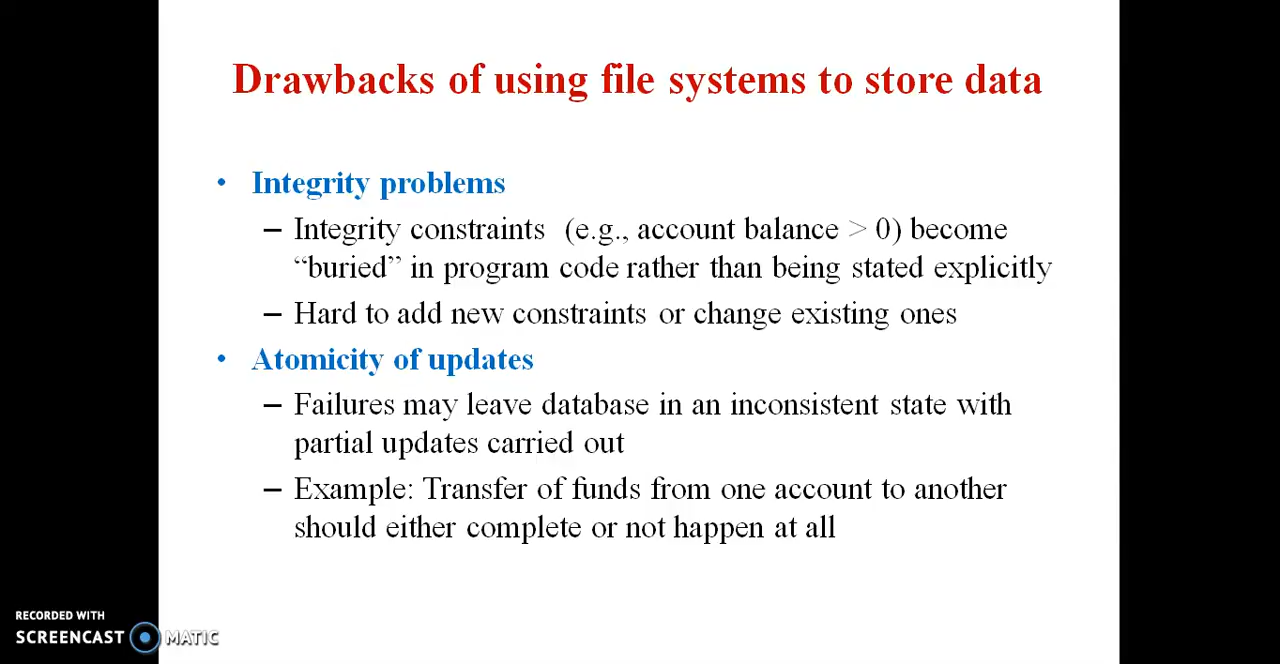 Drawbacks of using file systems to store data
• Integrity problems
– Integrity constraints (e.g., account balance > 0) become
“buried” in program code rather than being stated explicitly
– Hard to add new constraints or change existing ones
• Atomicity of updates
– Failures may leave database in an inconsistent state with
partial updates carried out
– Example: Transfer of funds from one account to another
should either complete or not happen at all
RECORDED WITH
SCREENCAST MATIC